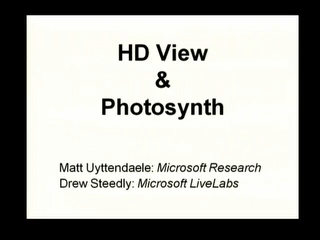 HD View
&
Photosynth
Matt Uyttendaele: Microsoft Research
Drew Steedly: Microsoft LiveLabs